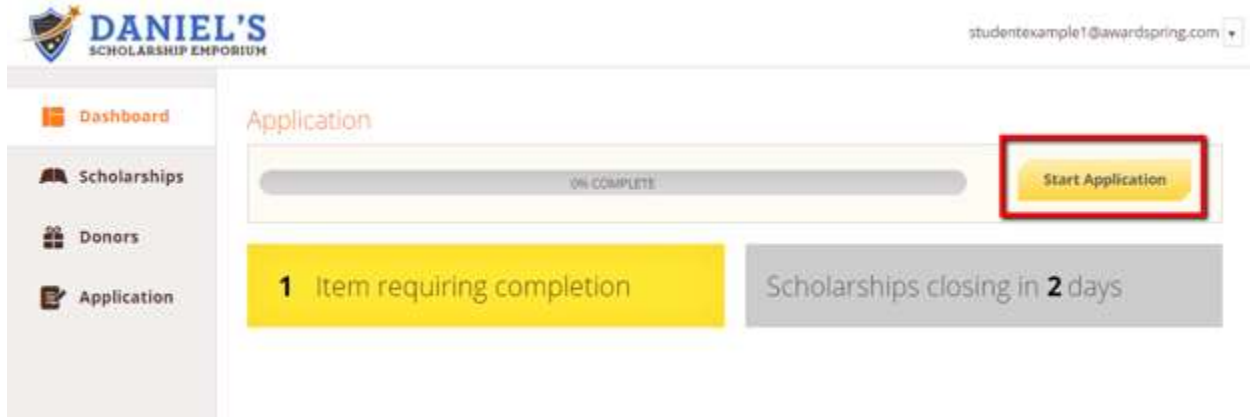 DANIEL'S
SCHOLARSHIP EMPORIUM
studentexample1@awardspring.com
Dashboard
Scholarships
Donors
Application
Application
0% COMPLETE
Start Application
1 Item requiring completion
Scholarships closing in 2 days